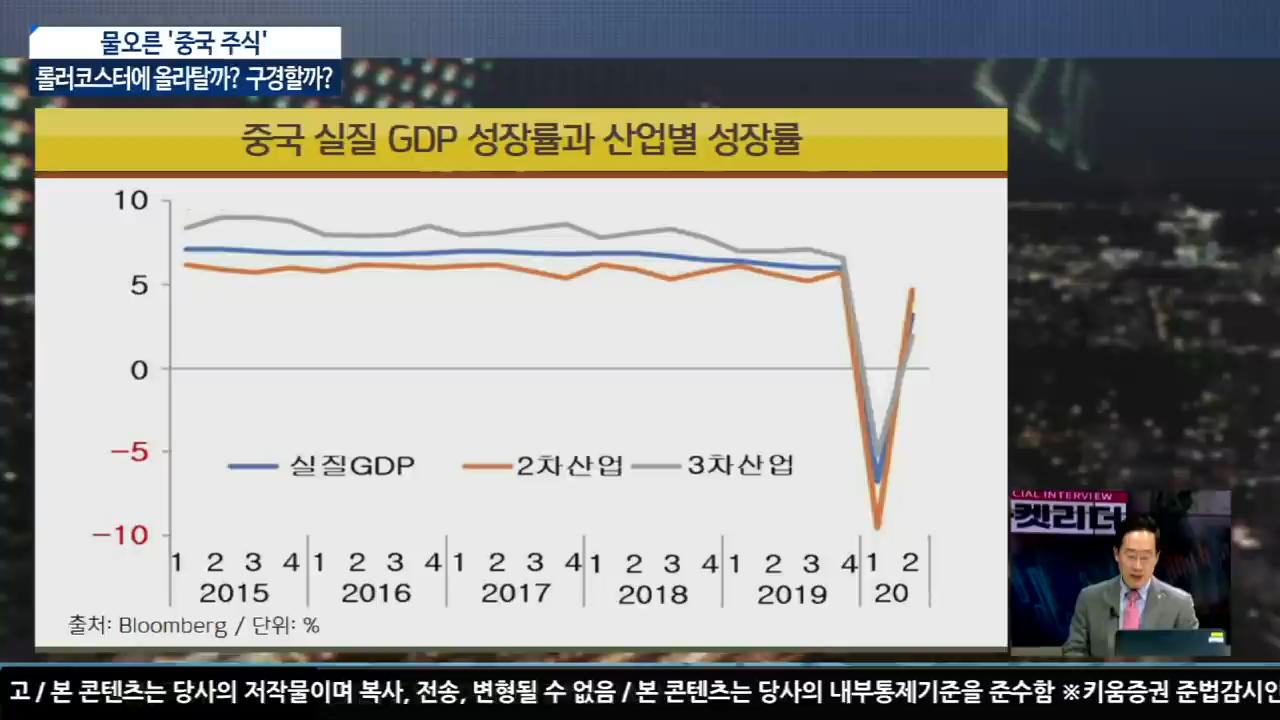 물오른 '중국 주식'
롤러코스터에 올라탈까? 구경할까?
중국 실질 GDP 성장률과 산업별 성장률
10
5
0
-5
-10
실질GDP 2차산업 3차산업
1 2 3 4 1 2 3 4 1 2 3 4 1 2 3 4 1 2 3 4 1 2
2015 2016 2017 2018 2019 20
출처: Bloomberg / 단위: %
CIAL INTERVIEW
켓리더
고 / 본 콘텐츠는 당사의 저작물이며 복사, 전송, 변형될 수 없음 / 본 콘텐츠는 당사의 내부통제기준을 준수함 ※키움증권 준법감시인